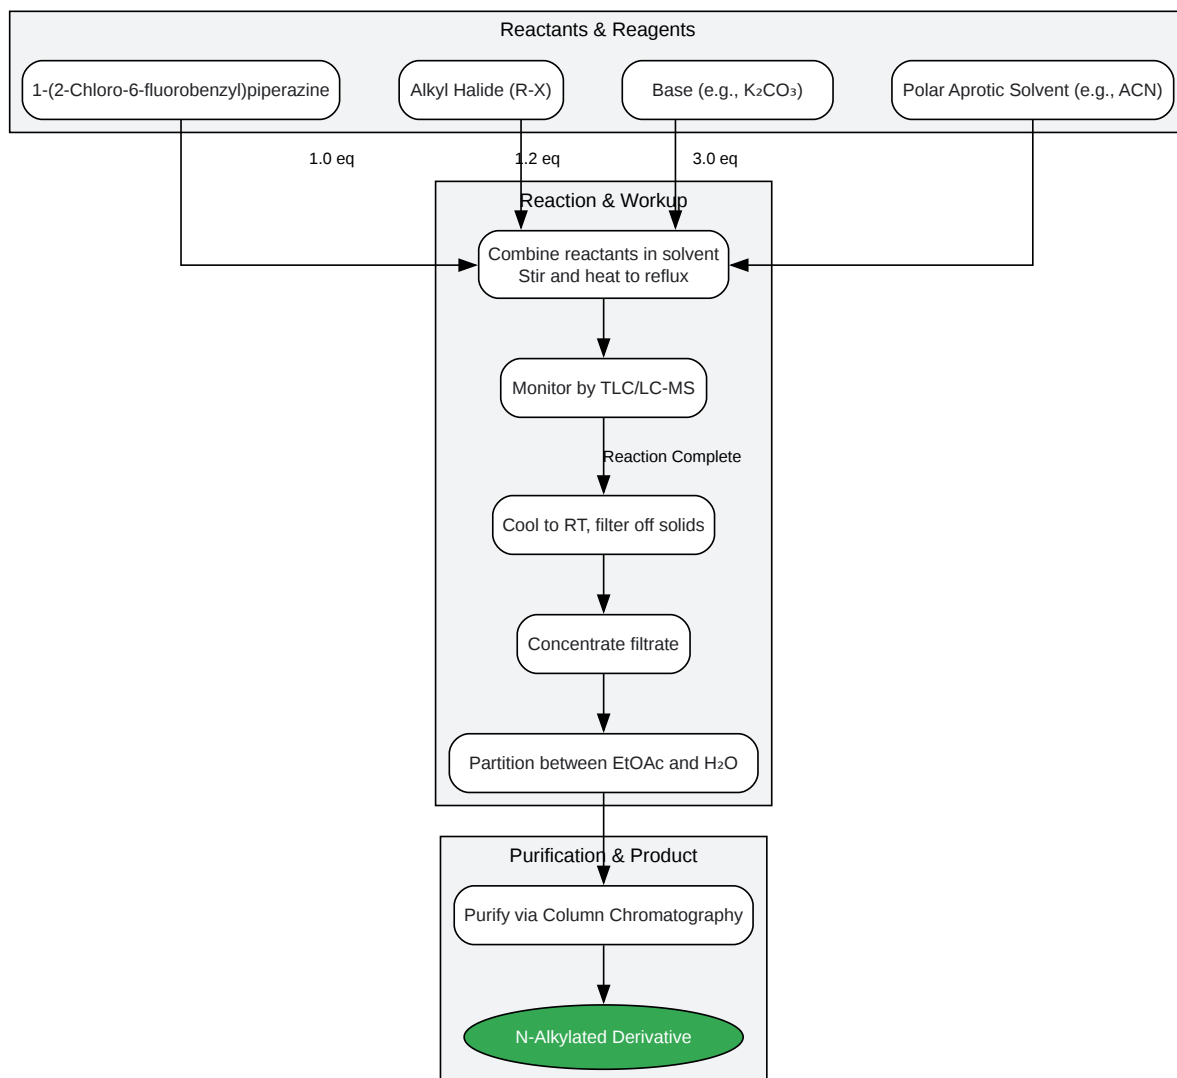 Reactants & Reagents
1-(2-Chloro-6-fluorobenzyl)piperazine
Alkyl Halide (R-X)
Base (e.g., K₂CO₃)
Polar Aprotic Solvent (e.g., ACN)
1.0 eq
1.2 eq
3.0 eq
Reaction & Workup
Combine reactants in solvent
Stir and heat to reflux
Monitor by TLC/LC-MS
Reaction Complete
Cool to RT, filter off solids
Concentrate filtrate
Partition between EtOAc and H₂O
Purification & Product
Purify via Column Chromatography
N-Alkylated Derivative